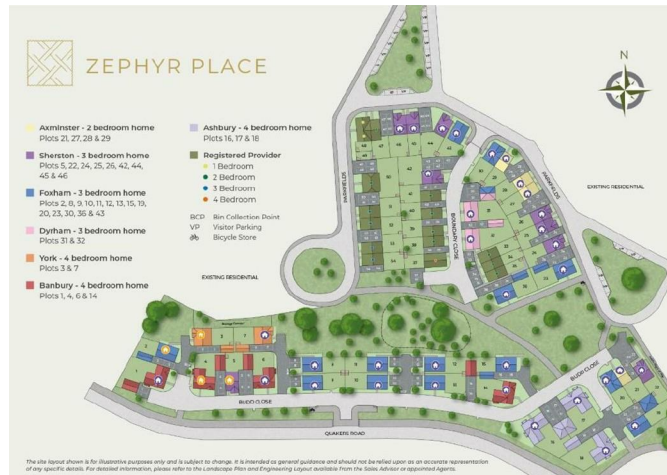 ZEPHYR PLACE
N
Axminster - 2 bedroom home
Plots 21, 27, 28 & 29
Sherston - 3 bedroom home
Plots 5, 22, 24, 25, 26, 42, 44,
45 & 46
Foxham - 3 bedroom home
Plots 2, 8, 9, 10, 11, 12, 13, 15, 19,
20, 23, 30, 36 & 43
Dyrham - 3 bedroom home
Plots 31 & 32
York - 4 bedroom home
Plots 3 & 7
Banbury - 4 bedroom home
Plots 1, 4, 6 & 14
Ashbury - 4 bedroom home
Plots 16, 17 & 18
Registered Provider
1 Bedroom
2 Bedroom
3 Bedroom
4 Bedroom
BCP Bin Collection Point
VP Visitor Parking
Bicycle Store
PARKFIELDS
PARKFIELDS
BOUNDARY CLOSE
EXISTING RESIDENTIAL
EXISTING RESIDENTIAL
BUDD CLOSE
BUDD CLOSE
QUAKERS ROAD
The site layout shown is for illustrative purposes only and is subject to change. It is intended as general guidance and should not be relied upon as an accurate representation
of any specific details. For detailed information, please refer to the Landscape Plan and Engineering Layout available from the Sales Advisor or appointed Agents.